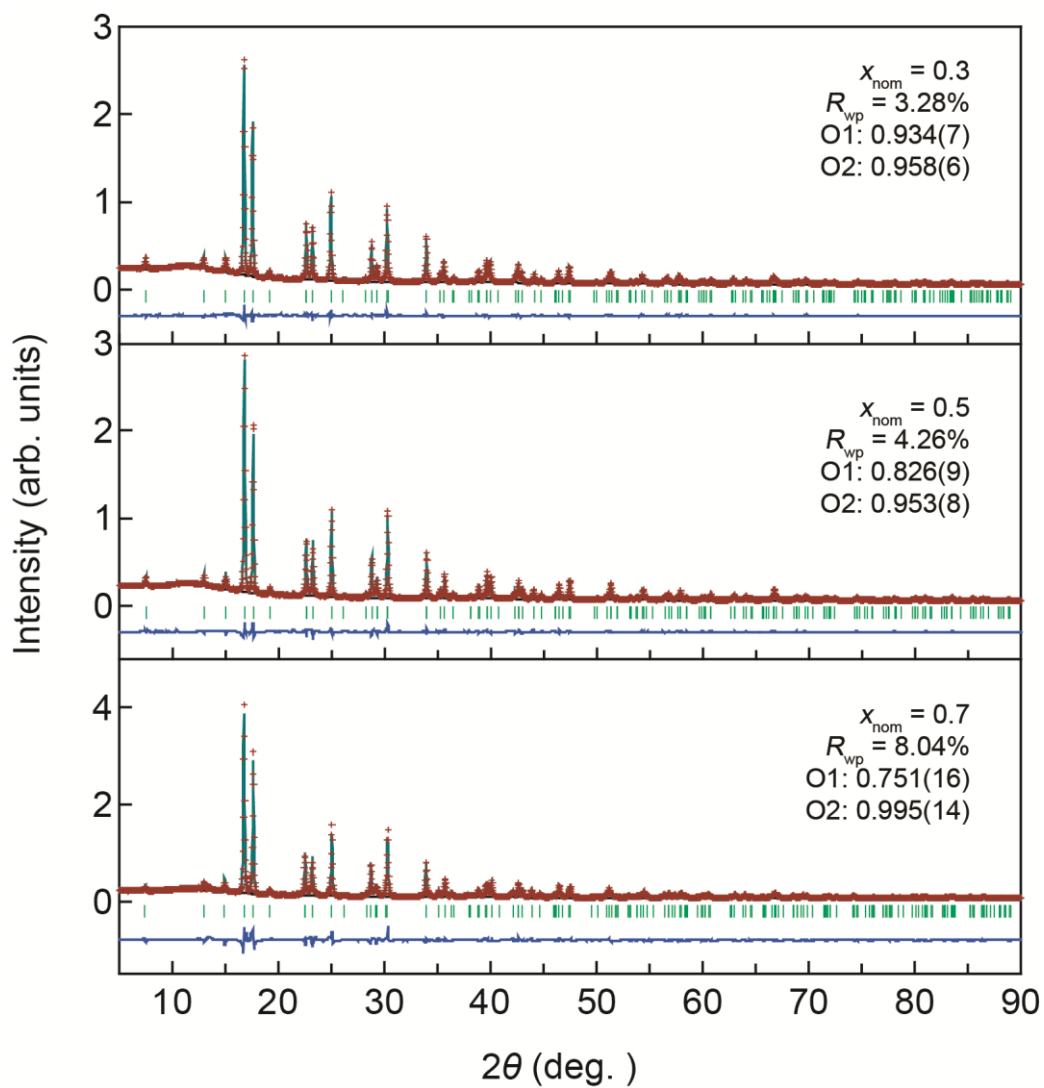 Intensity (arb. units)
3
2
1
0
x_nom = 0.3
R_wp = 3.28%
O1: 0.934(7)
O2: 0.958(6)
3
2
1
0
x_nom = 0.5
R_wp = 4.26%
O1: 0.826(9)
O2: 0.953(8)
4
2
0
x_nom = 0.7
R_wp = 8.04%
O1: 0.751(16)
O2: 0.995(14)
10 20 30 40 50 60 70 80 90
2θ (deg. )